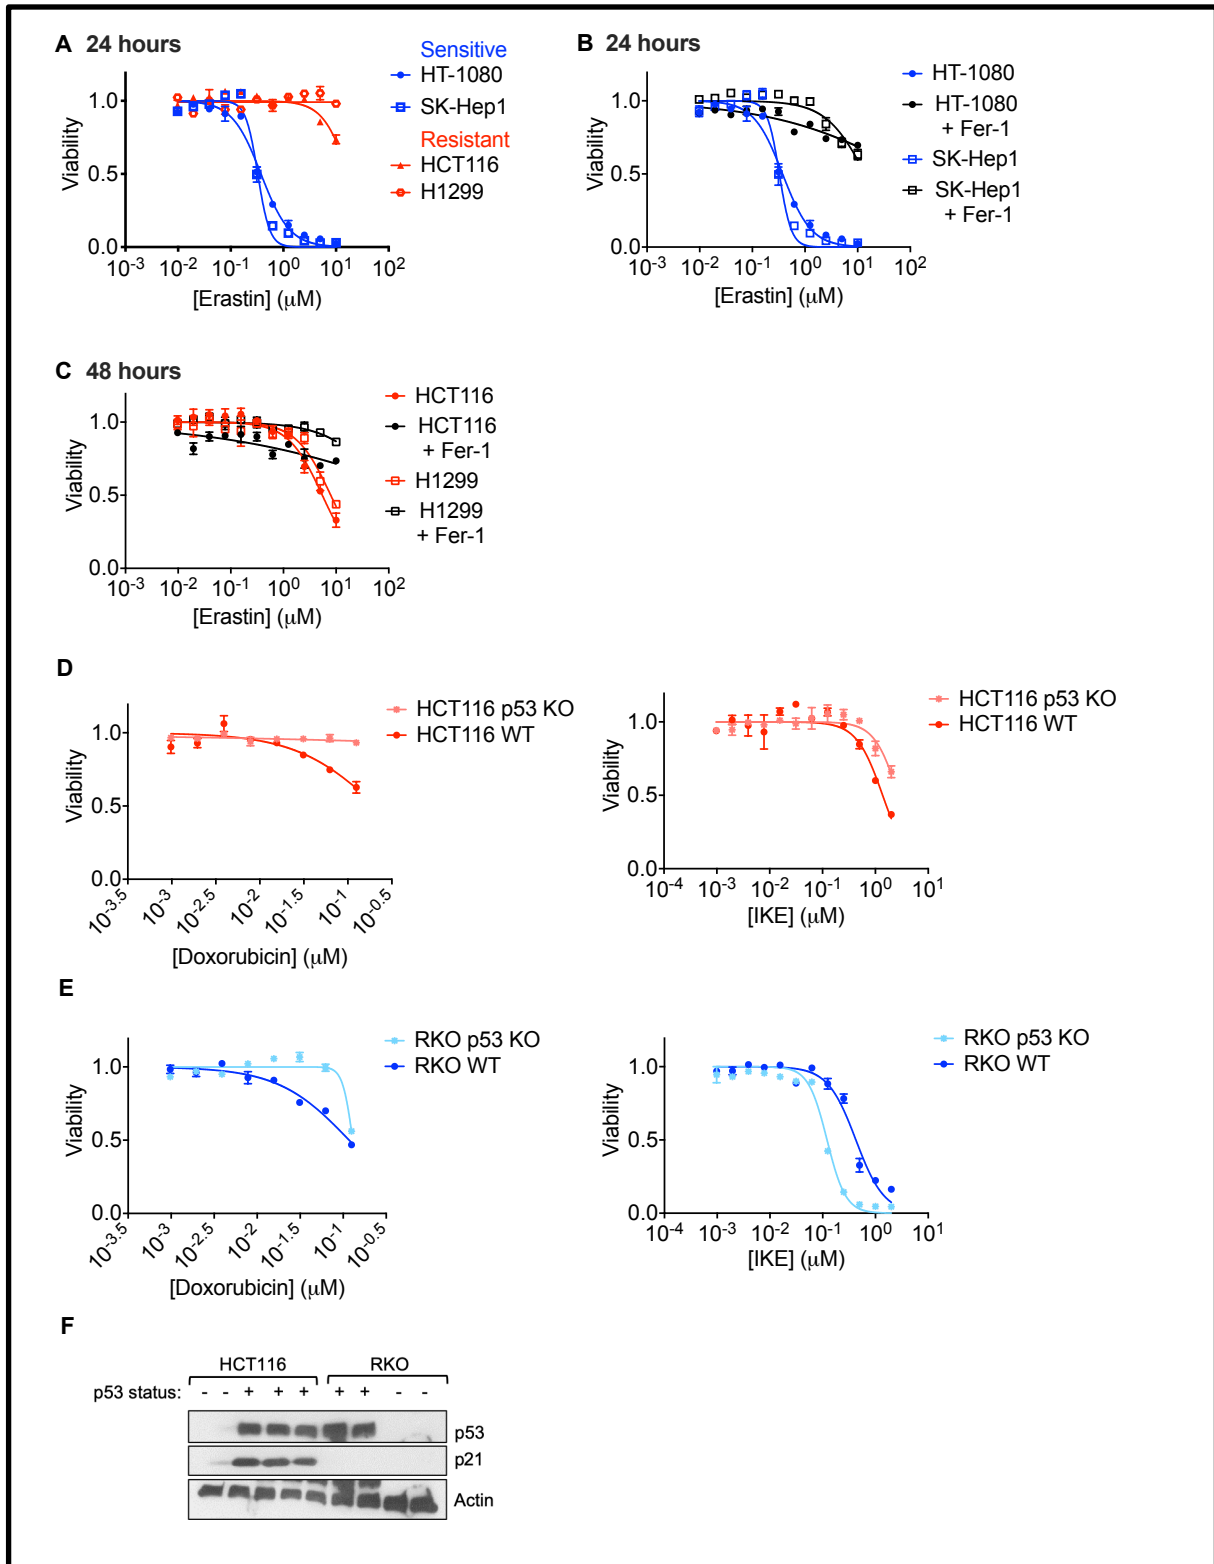 A 24 hours
Sensitive
HT-1080
SK-Hep1
Resistant
HCT116
H1299
Viability
1.0
0.5
0.0
10-3 10-2 10-1 100 101 102
[Erastin] (μM)
B 24 hours
HT-1080
HT-1080
+ Fer-1
SK-Hep1
SK-Hep1
+ Fer-1
Viability
1.0
0.5
0.0
10-3 10-2 10-1 100 101 102
[Erastin] (μM)
C 48 hours
HCT116
HCT116
+ Fer-1
H1299
H1299
+ Fer-1
Viability
1.0
0.5
0.0
10-3 10-2 10-1 100 101 102
[Erastin] (μM)
D
HCT116 p53 KO
HCT116 WT
Viability
1.0
0.5
0.0
10-3.5 10-3 10-2.5 10-2 10-1.5 10-1 10-0.5
[Doxorubicin] (μM)
HCT116 p53 KO
HCT116 WT
Viability
1.0
0.5
0.0
10-4 10-3 10-2 10-1 100 101
[IKE] (μM)
E
RKO p53 KO
RKO WT
Viability
1.0
0.5
0.0
10-3.5 10-3 10-2.5 10-2 10-1.5 10-1 10-0.5
[Doxorubicin] (μM)
RKO p53 KO
RKO WT
Viability
1.0
0.5
0.0
10-4 10-3 10-2 10-1 100 101
[IKE] (μM)
F
HCT116 RKO
p53 status: - - + + + + + - -
p53
p21
Actin